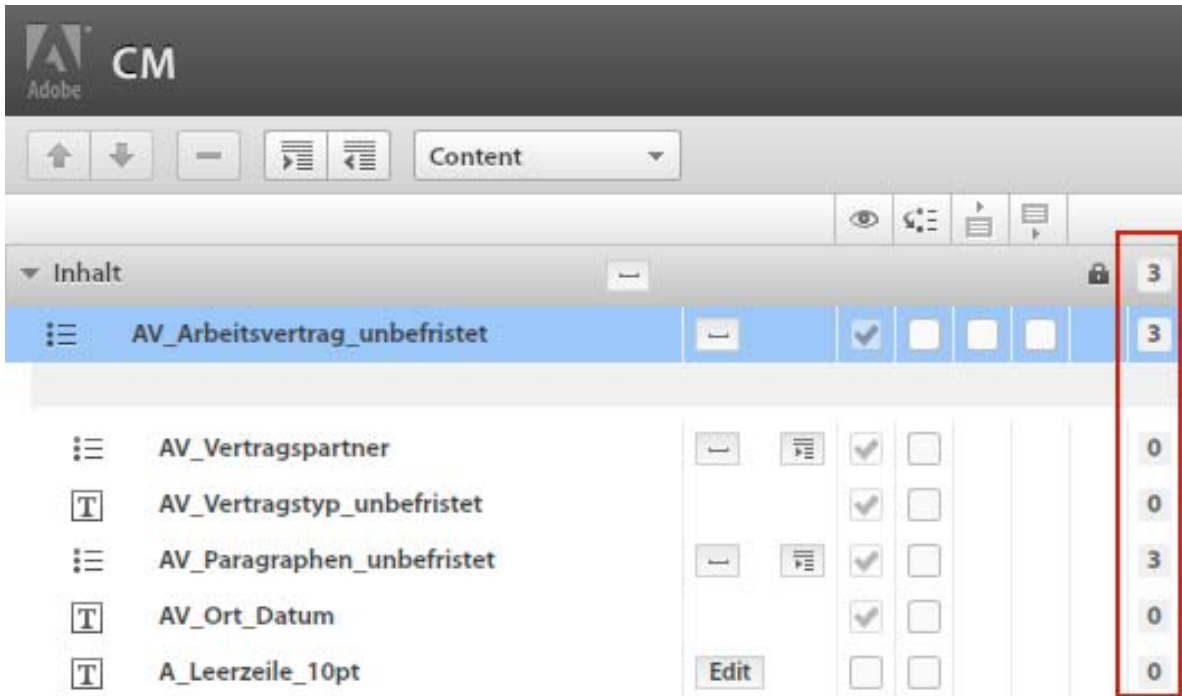 Adobe CM
Content
Inhalt 3
AV_Arbeitsvertrag_unbefristet 3
AV_Vertragspartner 0
AV_Vertragstyp_unbefristet 0
AV_Paragraphen_unbefristet 3
AV_Ort_Datum 0
A_Leerzeile_10pt Edit 0